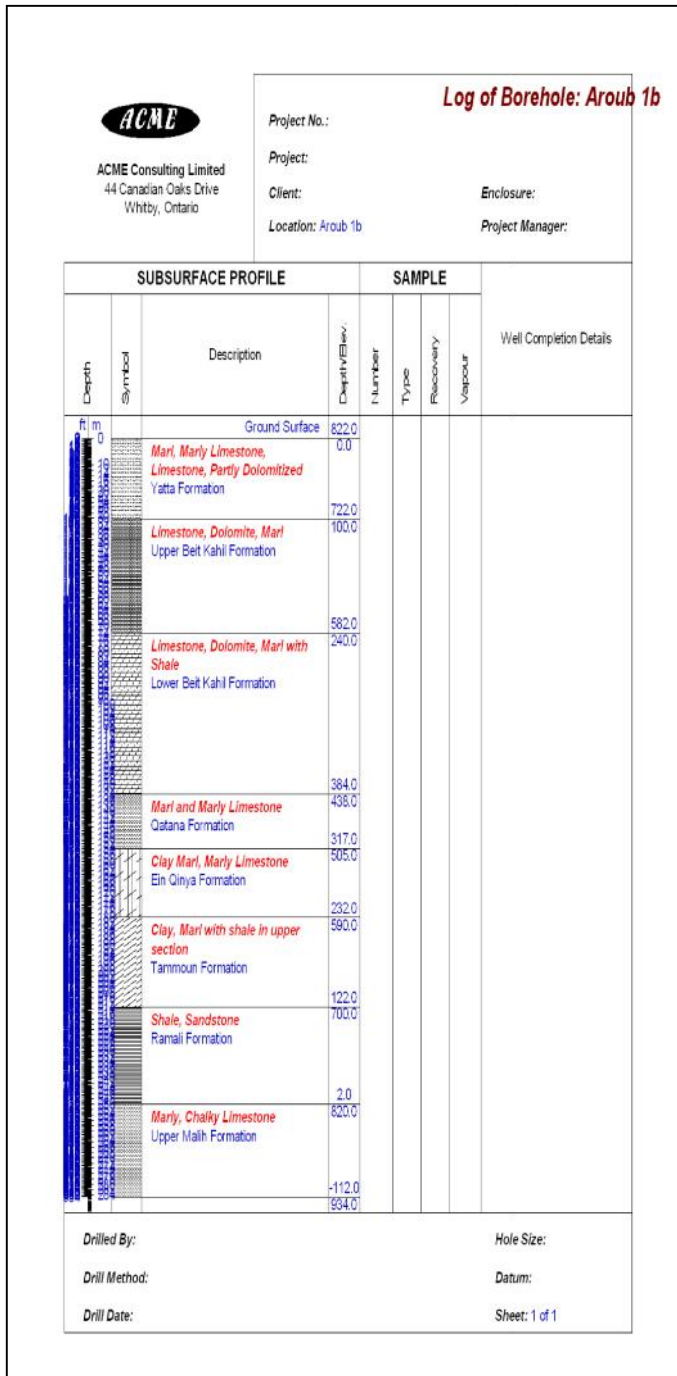 Log of Borehole: Aroub 1b
ACME
ACME Consulting Limited
44 Canadian Oaks Drive
Whitby, Ontario
Project No.:
Project:
Client:
Enclosure:
Location: Aroub 1b
Project Manager:
SUBSURFACE PROFILE
SAMPLE
Depth
Symbol
Description
Depth/Elev.
Number
Type
Recovery
Vapour
Well Completion Details
ft m
Ground Surface
822.0
0
0.0
Marl, Marly Limestone,
Limestone, Partly Dolomitized
Yatta Formation
722.0
100.0
Limestone, Dolomite, Marl
Upper Beit Kahil Formation
582.0
240.0
Limestone, Dolomite, Marl with
Shale
Lower Beit Kahil Formation
384.0
438.0
Marl and Marly Limestone
Qatana Formation
317.0
505.0
Clay Marl, Marly Limestone
Ein Qinya Formation
232.0
590.0
Clay, Marl with shale in upper
section
Tammoun Formation
122.0
700.0
Shale, Sandstone
Ramali Formation
2.0
820.0
Marly, Chalky Limestone
Upper Malih Formation
-112.0
934.0
Drilled By:
Hole Size:
Drill Method:
Datum:
Drill Date:
Sheet: 1 of 1